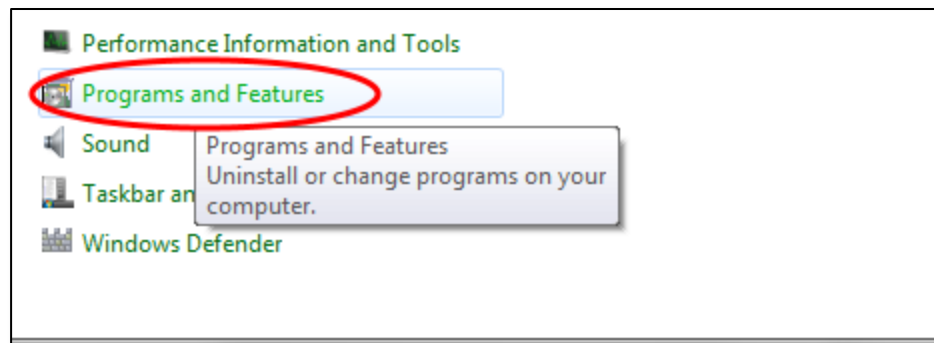 Performance Information and Tools
Programs and Features
Sound
Programs and Features
Uninstall or change programs on your
computer.
Taskbar an
Windows Defender